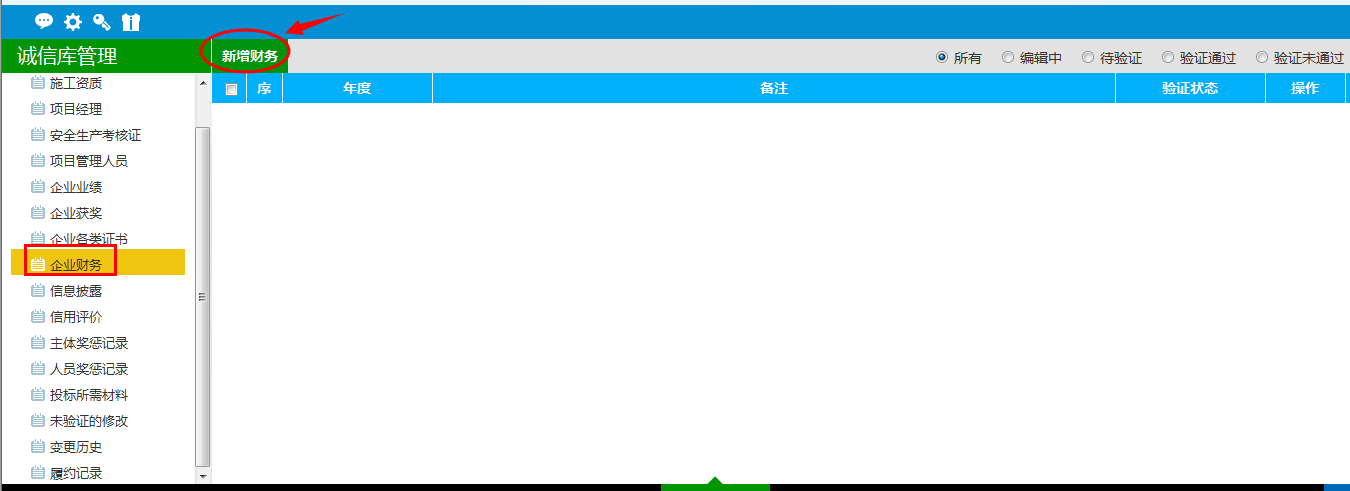 诚信库管理
新增财务
所有 编辑中 待验证 验证通过 验证未通过
序 年度 备注 验证状态 操作
施工资质
项目经理
安全生产考核证
项目管理人员
企业业绩
企业获奖
企业各类证书
企业财务
信息披露
信用评价
主体奖惩记录
人员奖惩记录
投标所需材料
未验证的修改
变更历史
履约记录